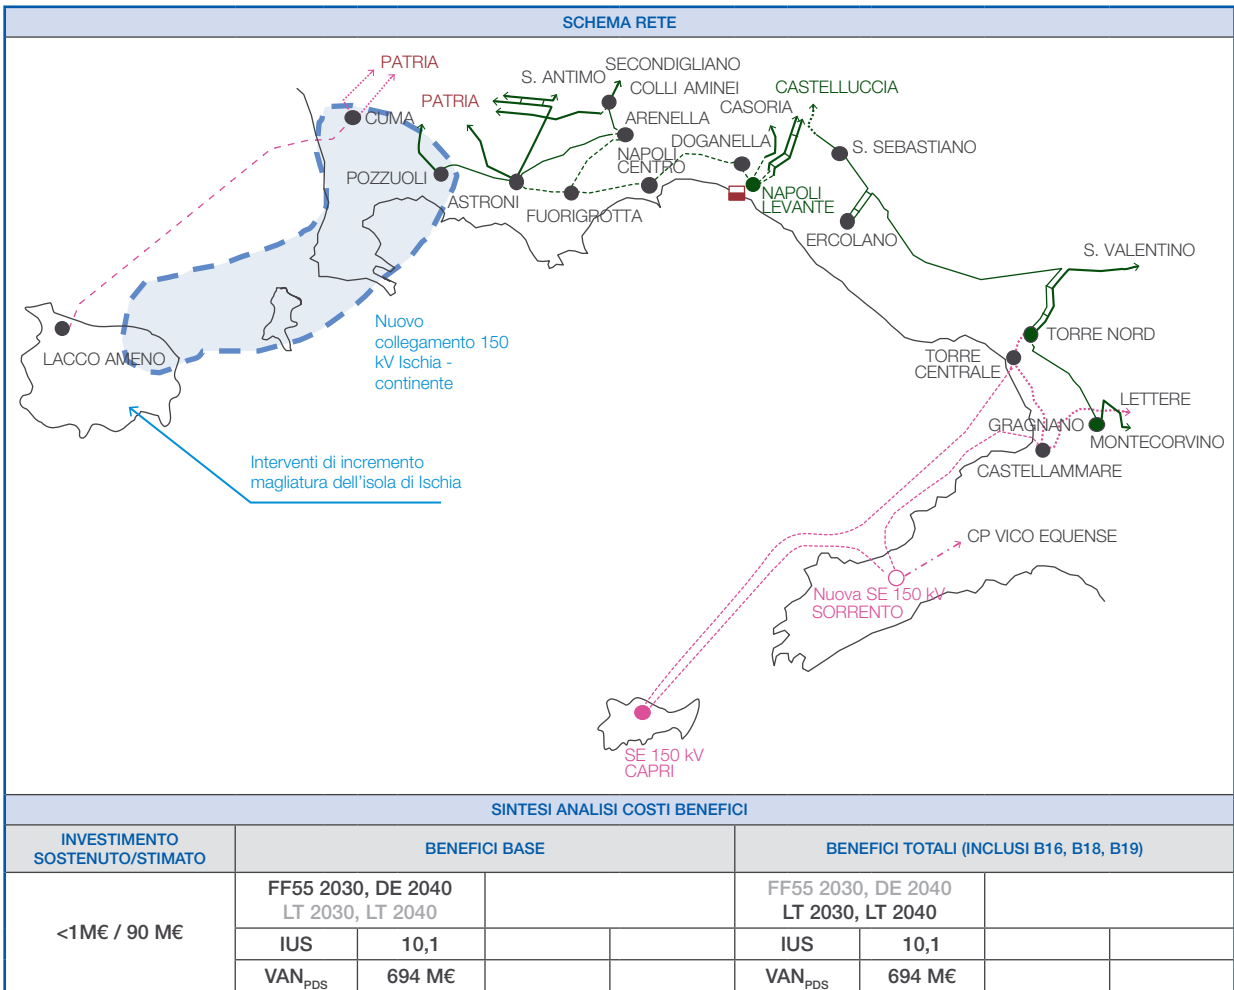 SCHEMA RETE
PATRIA
SECONDIGLIANO
S. ANTIMO
COLLI AMINEI
CASTELLUCCIA
PATRIA
CASORIA
CUMA
ARENELLA
DOGANELLA
NAPOLI
CENTRO
S. SEBASTIANO
POZZUOLI
ASTRONI
NAPOLI
LEVANTE
FUORIGROTTA
ERCOLANO
S. VALENTINO
Nuovo
collegamento 150
kV Ischia -
continente
TORRE NORD
LACCO AMENO
TORRE
CENTRALE
LETTERE
GRAGNANO
MONTECORVINO
Interventi di incremento
magliatura dell'isola di Ischia
CASTELLAMMARE
CP VICO EQUENSE
Nuova SE 150 kV
SORRENTO
SE 150 kV
CAPRI
SINTESI ANALISI COSTI BENEFICI
INVESTIMENTO
SOSTENUTO/STIMATO
BENEFICI BASE
BENEFICI TOTALI (INCLUSI B16, B18, B19)
<1M€ / 90 M€
FF55 2030, DE 2040
LT 2030, LT 2040
FF55 2030, DE 2040
LT 2030, LT 2040
IUS 10,1 IUS 10,1
VAN PDS 694 M€ VAN PDS 694 M€